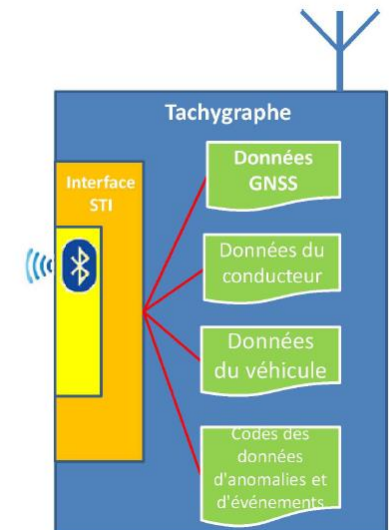 Tachygraphe
Interface
STI
Données
GNSS
Données du
conducteur
Données
du véhicule
Codes des
données
d'anomalies et
d'événements